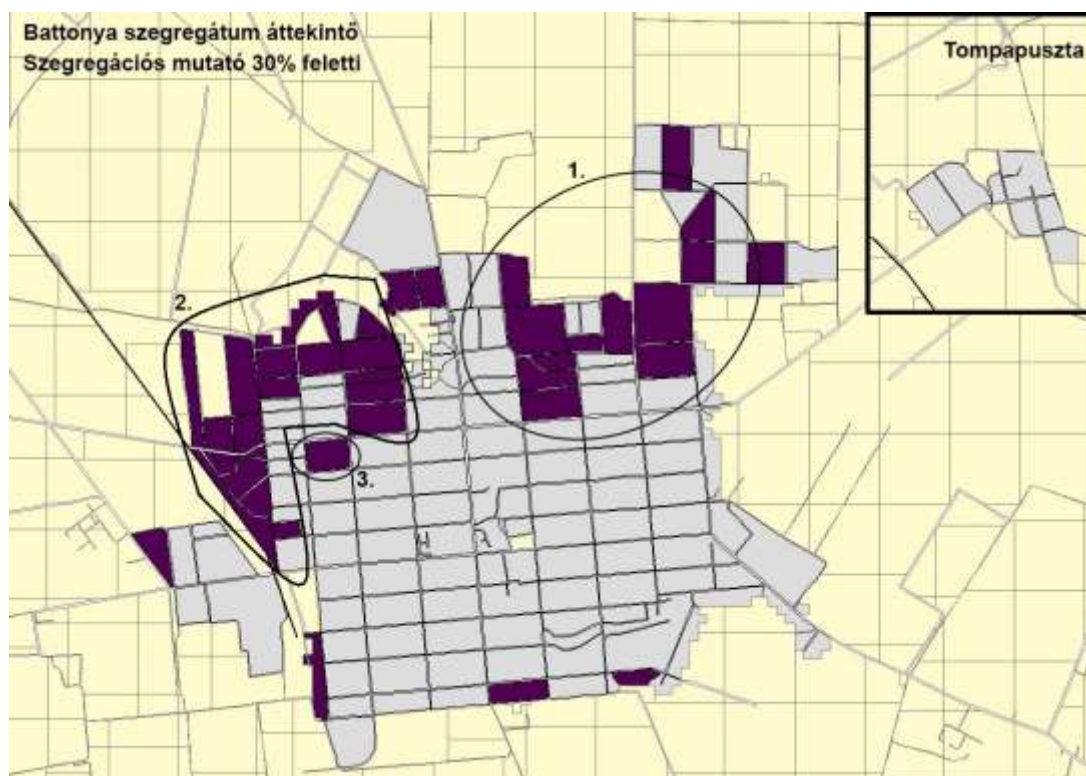 Battonya szegregátum áttekintő
Szegregációs mutató 30% feletti
Tompapuszta
1.
2.
3.